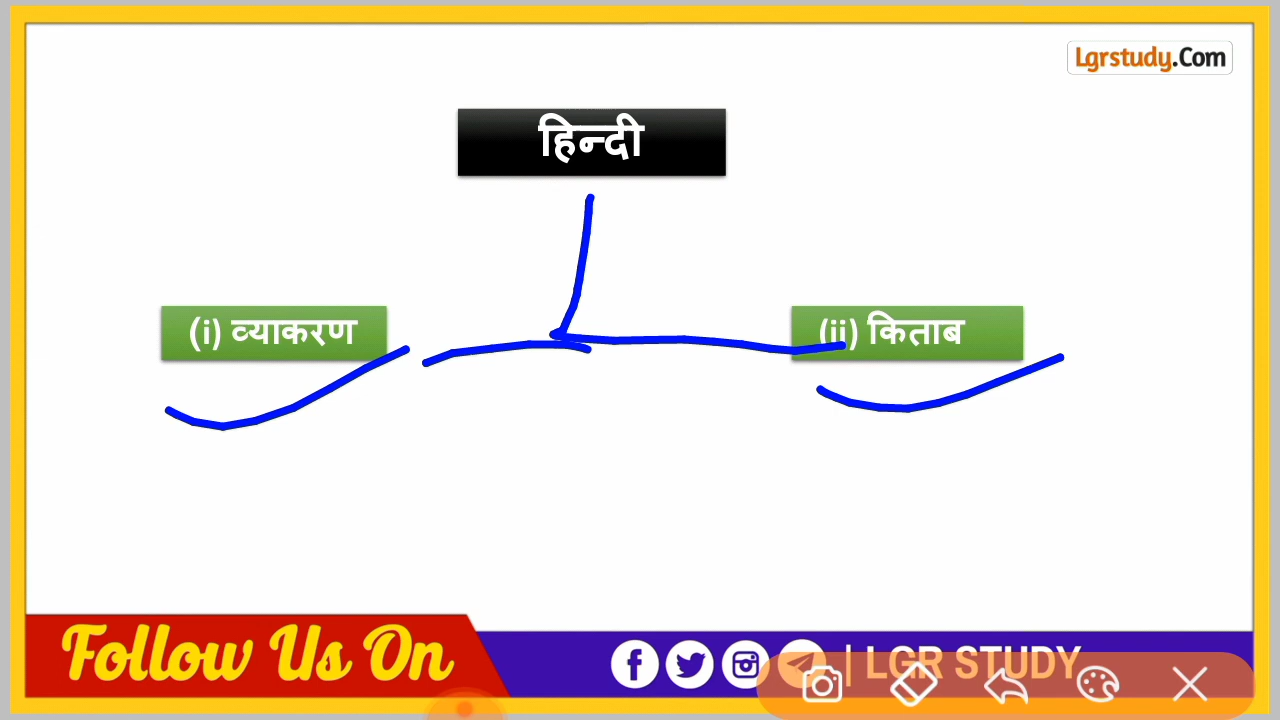 Lgrstudy.Com
हिन्दी
(i) व्याकरण
(ii) किताब
Follow Us On
| LGR STUDY